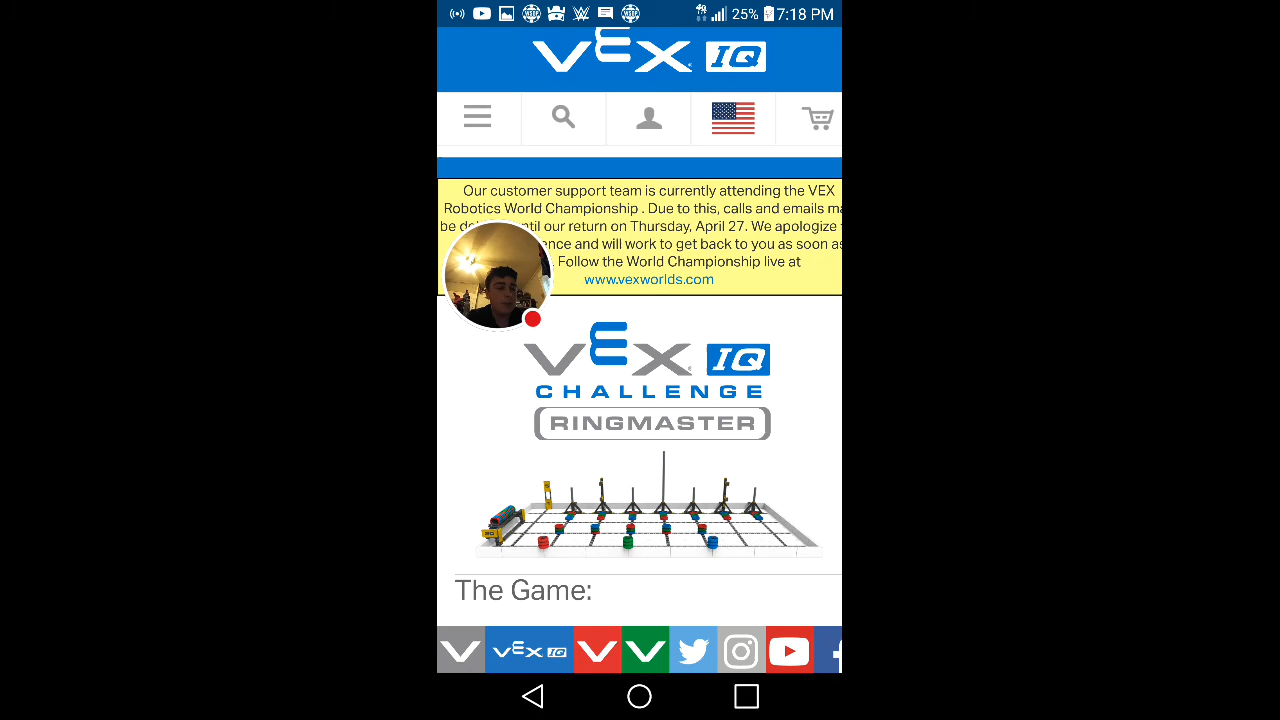 25% 7:18 PM
VEX IQ
Our customer support team is currently attending the VEX
Robotics World Championship . Due to this, calls and emails
be until our return on Thursday, April 27. We apologize
and will work to get back to you as soon as
Follow the World Championship live at
www.vexworlds.com
VEX IQ
CHALLENGE
RINGMASTER
The Game:
VEX IQ